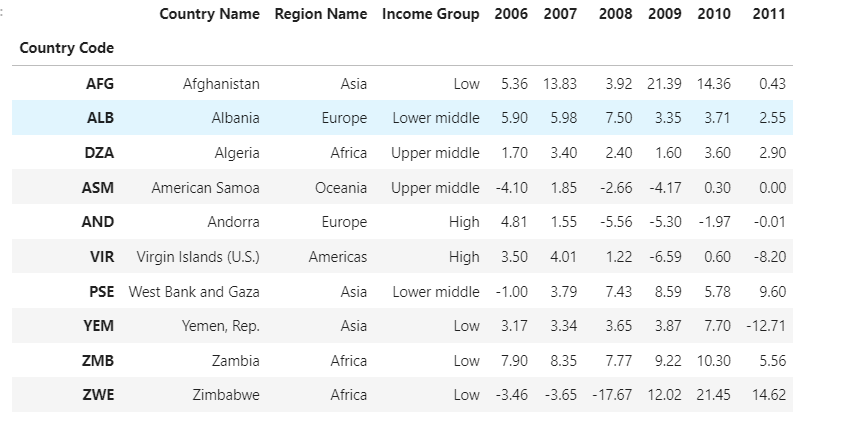 :
Country Name Region Name Income Group 2006 2007 2008 2009 2010 2011
Country Code
AFG Afghanistan Asia Low 5.36 13.83 3.92 21.39 14.36 0.43
ALB Albania Europe Lower middle 5.90 5.98 7.50 3.35 3.71 2.55
DZA Algeria Africa Upper middle 1.70 3.40 2.40 1.60 3.60 2.90
ASM American Samoa Oceania Upper middle -4.10 1.85 -2.66 -4.17 0.30 0.00
AND Andorra Europe High 4.81 1.55 -5.56 -5.30 -1.97 -0.01
VIR Virgin Islands (U.S.) Americas High 3.50 4.01 1.22 -6.59 0.60 -8.20
PSE West Bank and Gaza Asia Lower middle -1.00 3.79 7.43 8.59 5.78 9.60
YEM Yemen, Rep. Asia Low 3.17 3.34 3.65 3.87 7.70 -12.71
ZMB Zambia Africa Low 7.90 8.35 7.77 9.22 10.30 5.56
ZWE Zimbabwe Africa Low -3.46 -3.65 -17.67 12.02 21.45 14.62